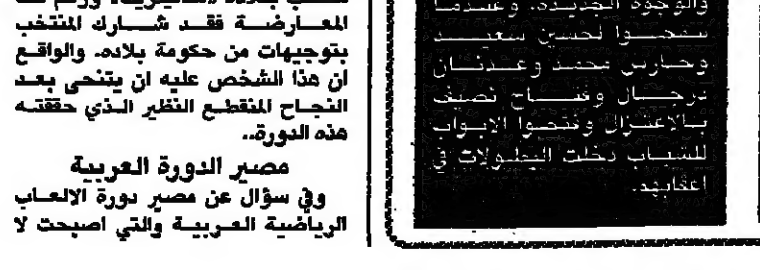 والوجوه الجديدة. وعندما
سمحوا لحسين سعيد
وحارس محمد وعدنان
درجال وفتاح نصيف
بالاعتزال وفتحوا الابواب
للشباب دخلت البطولات في
اعقابهد.
المعارضة فقد شارك المنتخب
بتوجيهات من حكومة بلاده. والواقع
ان هذا الشخص عليه ان يتنحى بعد
النجاح المنقطع النظير الذي حققته
هذه الدورة..
مصير الدورة العربية
وفي سؤال عن مصير دورة الالعاب
الرياضية العربية والتي اصبحت لا